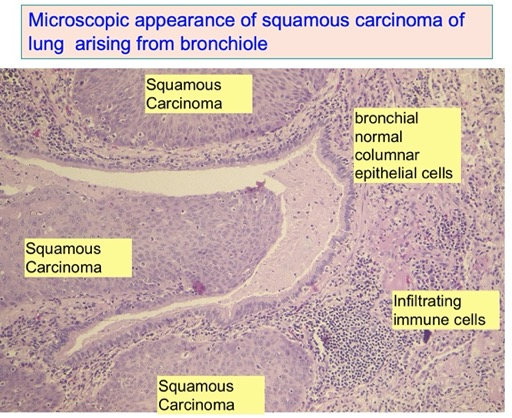 Microscopic appearance of squamous carcinoma of
lung arising from bronchiole
Squamous
Carcinoma
bronchial
normal
columnar
epithelial cells
Squamous
Carcinoma
Infiltrating
immune cells
Squamous
Carcinoma